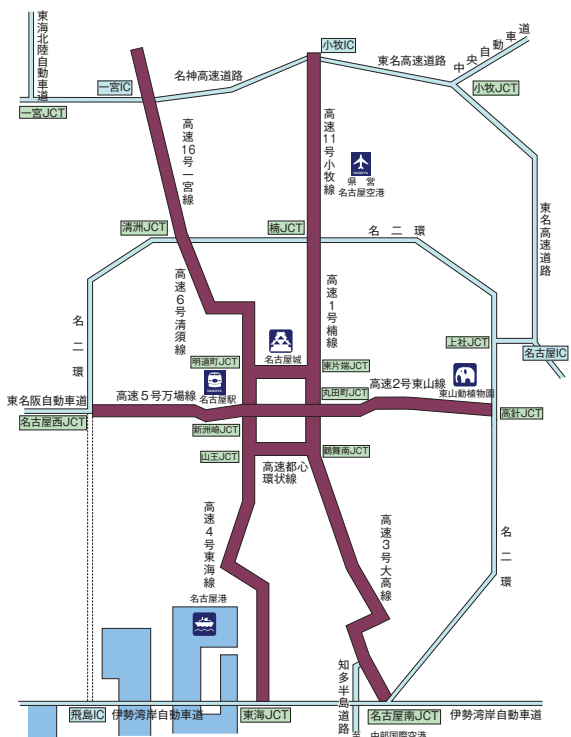 東海北陸自動車道
一宮JCT
一宮IC
名神高速道路
小牧IC
東名高速道路
中央自動車道
小牧JCT
高速16号一宮線
高速11号小牧線
県 営
名古屋空港
東名高速道路
清洲JCT
楠JCT
名二環
名二環
高速6号清須線
高速1号楠線
上社JCT
名古屋IC
名古屋城
明道町JCT
東片端JCT
名古屋駅
丸田町JCT
高速2号東山線
東山動植物園
東名阪自動車道
高速5号万場線
名古屋西JCT
新洲崎JCT
高針JCT
山王JCT
鶴舞南JCT
高速都心
環状線
高速4号東海線
高速3号大高線
名二環
名古屋港
知多半島道路
飛島IC
伊勢湾岸自動車道
東海JCT
名古屋南JCT
伊勢湾岸自動車道
至 中部国際空港